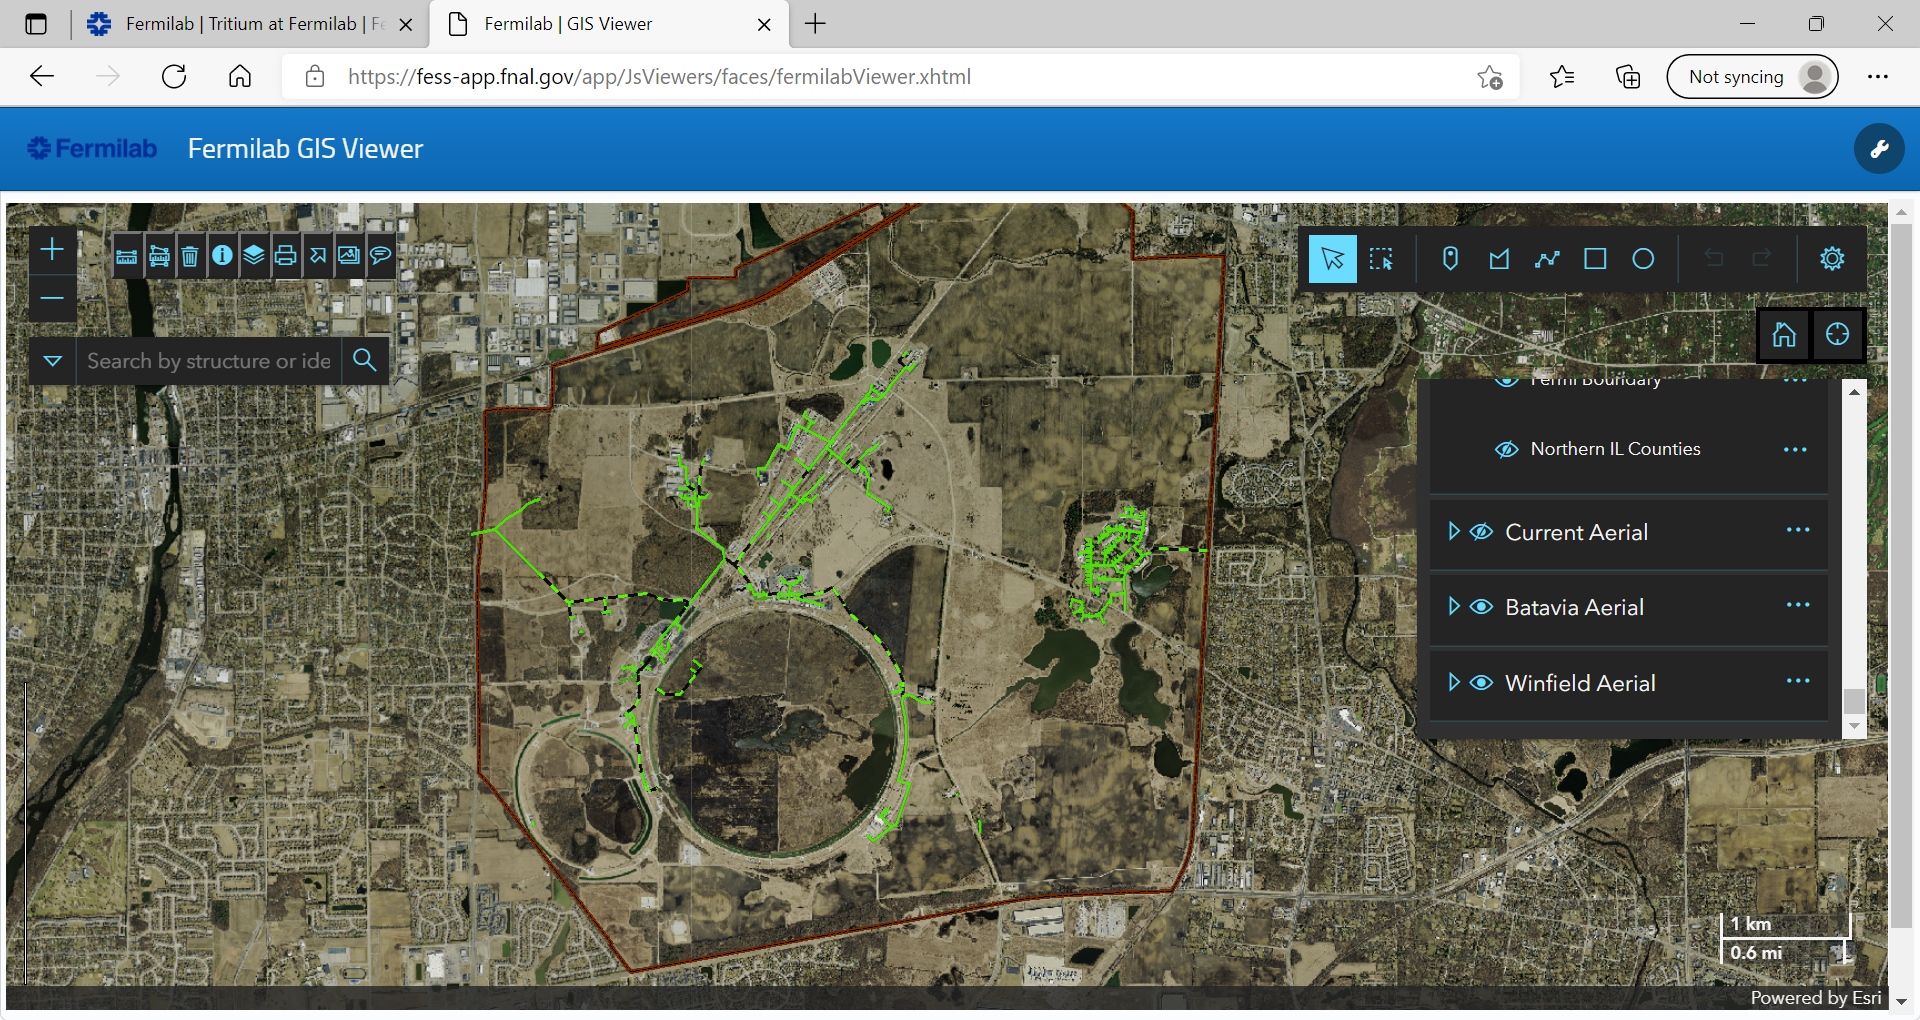 Fermilab | Tritium at Fermilab | Fe
Fermilab | GIS Viewer
https://fess-app.fnal.gov/app/JsViewers/faces/fermilabViewer.xhtml
Not syncing
Fermilab
Fermilab GIS Viewer
Search by structure or ide
Fermi Boundary
Northern IL Counties
Current Aerial
Batavia Aerial
Winfield Aerial
1 km
0.6 mi
Powered by Esri